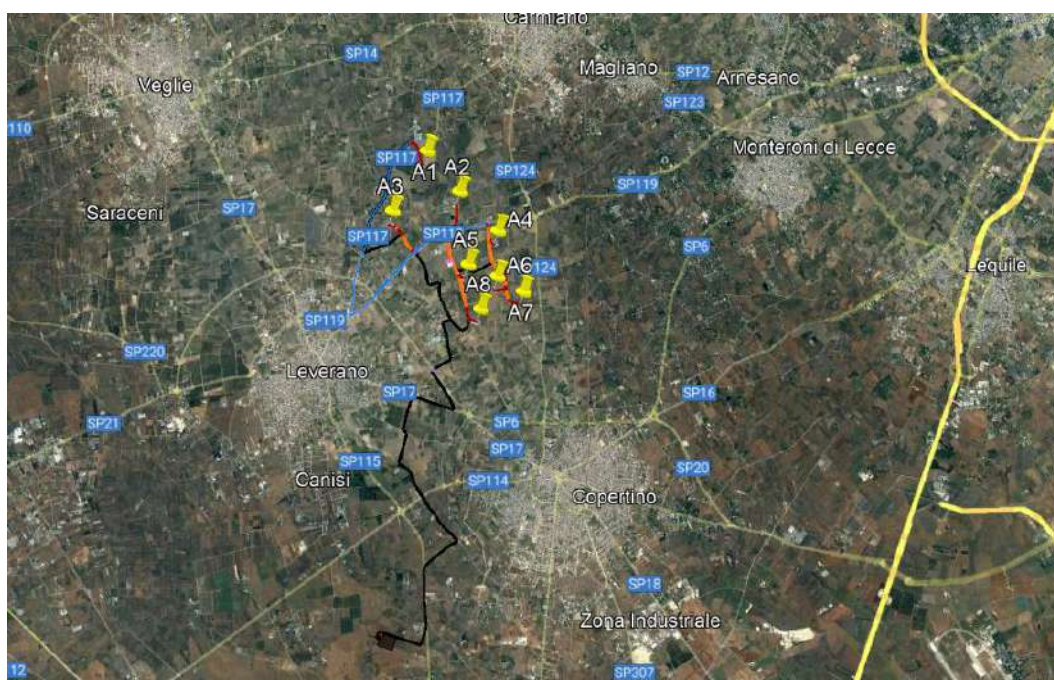 Carmiano
SP14
Magliano
SP12
Arnesano
Veglie
SP117
SP123
110
SP117
A1
A2
SP124
Monteroni di Lecce
A3
SP119
Saraceni
SP17
SP117
A4
A5
SP6
A6
124
Lequile
A8
A7
SP119
SP220
Leverano
SP17
SP16
SP21
SP6
SP17
SP115
SP20
Canisi
SP114
Copertino
SP18
Zona Industriale
12
SP307